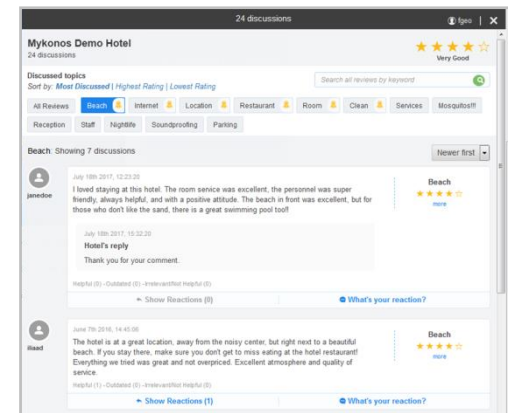 24 discussions
fgeo | ✕
Mykonos Demo Hotel
24 discussions
Very Good
Discussed topics
Sort by: Most Discussed | Highest Rating | Lowest Rating
Search all reviews by keyword
All Reviews Beach Internet Location Restaurant Room Clean Services Mosquitos!!!
Reception Staff Nightlife Soundproofing Parking
Beach: Showing 7 discussions
Newer first
janedoe
July 18th 2017, 12:23:20
I loved staying at this hotel. The room service was excellent, the personnel was super
friendly, always helpful, and with a positive attitude. The beach in front was excellent, but for
those who don't like the sand, there is a great swimming pool too!!
Beach
more
July 18th 2017, 15:32:20
Hotel's reply
Thank you for your comment.
Helpful (0) - Outdated (0) - Irrelevant/Not Helpful (0)
Show Reactions (0)
What's your reaction?
iliaed
June 7th 2016, 14:45:06
The hotel is at a great location, away from the noisy center, but right next to a beautiful
beach. If you stay there, make sure you don't get to miss eating at the hotel restaurant!
Everything we tried was great and not overpriced. Excellent atmosphere and quality of
service.
Beach
more
Helpful (1) - Outdated (0) - Irrelevant/Not Helpful (0)
Show Reactions (1)
What's your reaction?